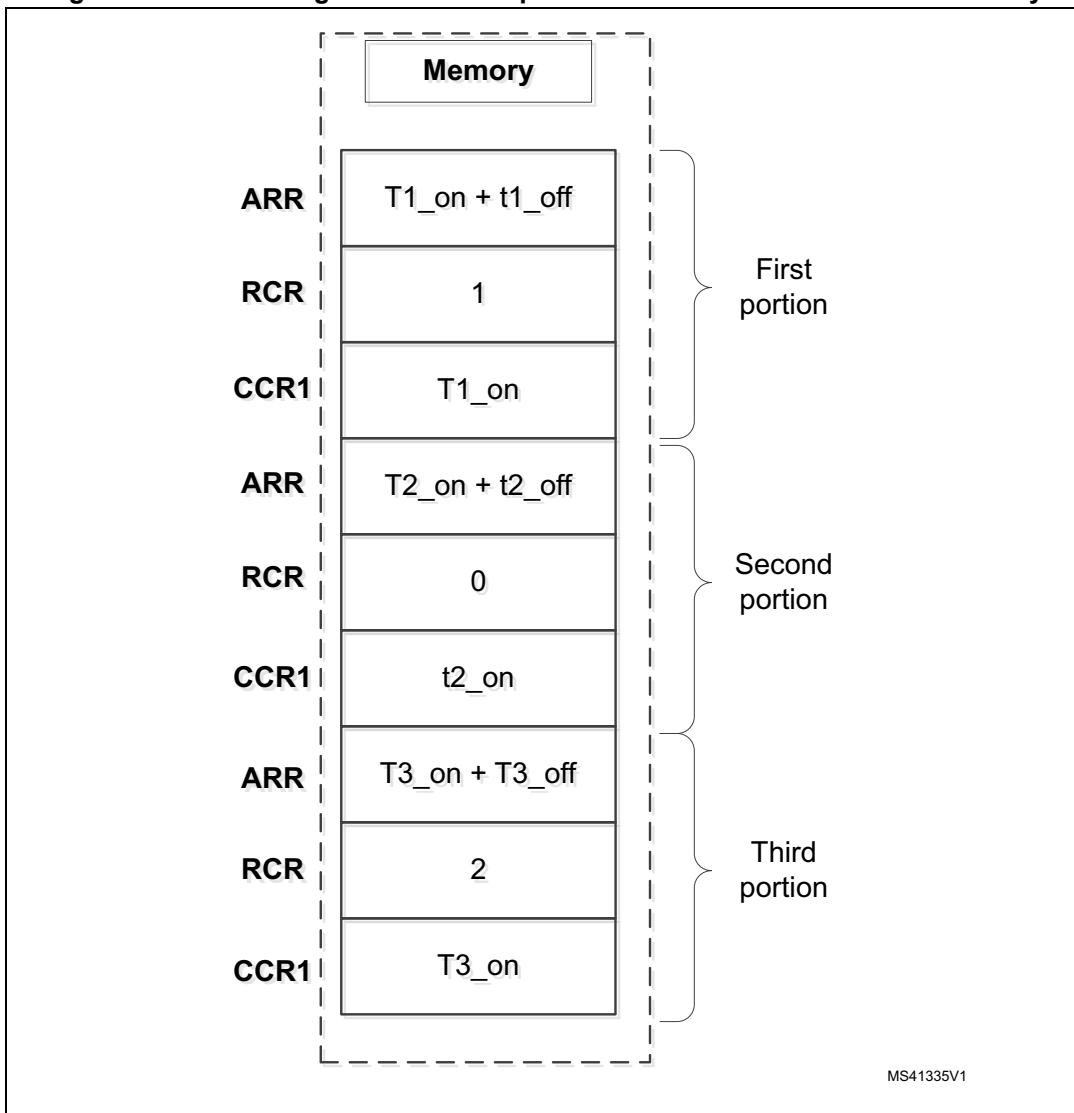 Memory
ARR T1_on + t1_off
RCR 1
First
portion
CCR1 T1_on
ARR T2_on + t2_off
RCR 0
Second
portion
CCR1 t2_on
ARR T3_on + T3_off
RCR 2
Third
portion
CCR1 T3_on
MS41335V1